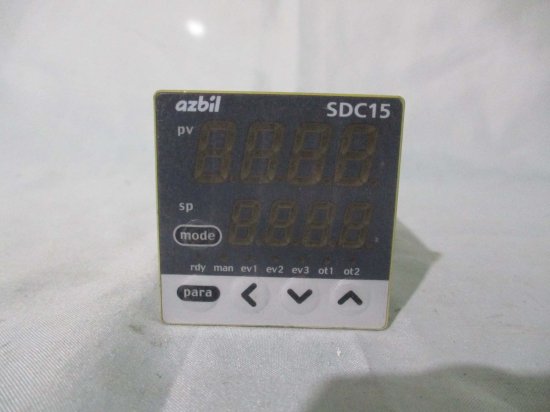 azbil SDC15
pv
sp
mode
rdy man ev1 ev2 ev3 ot1 ot2
para